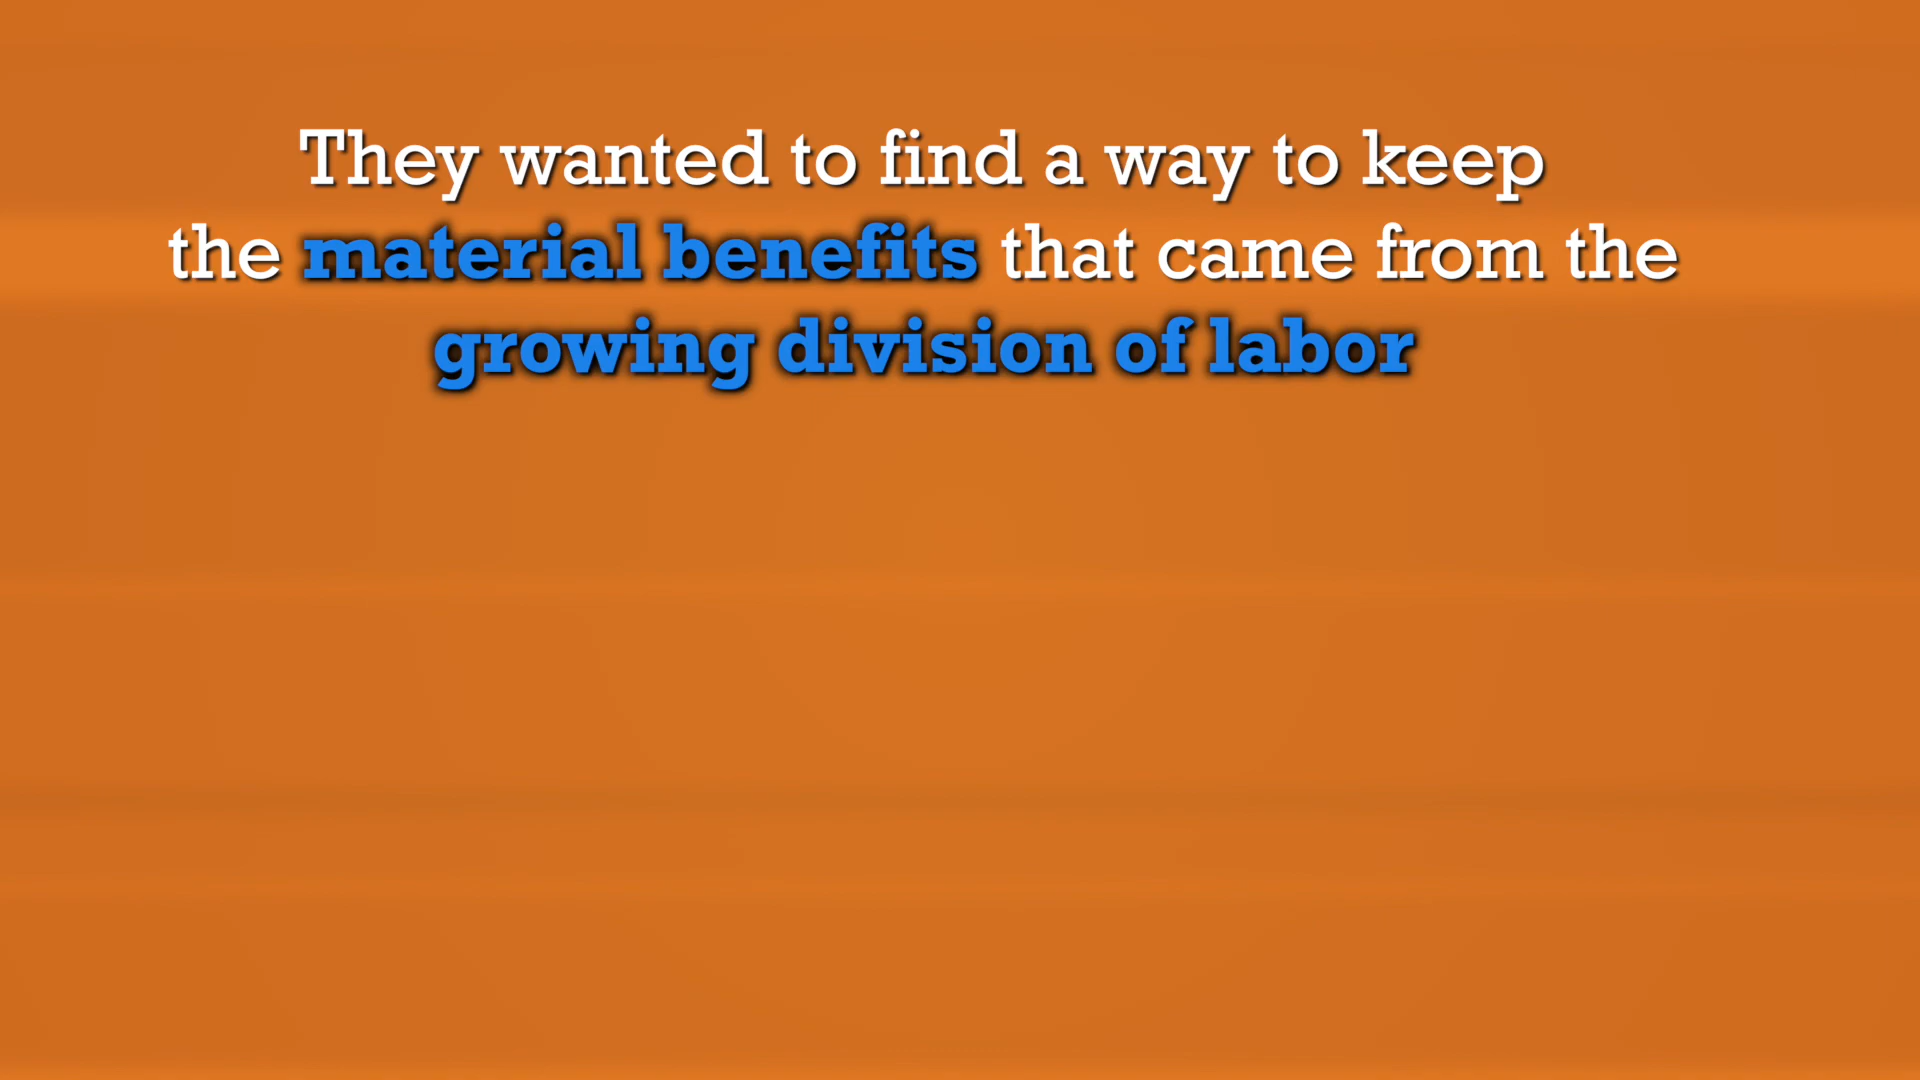 They wanted to find a way to keep
the material benefits that came from the
growing division of labor